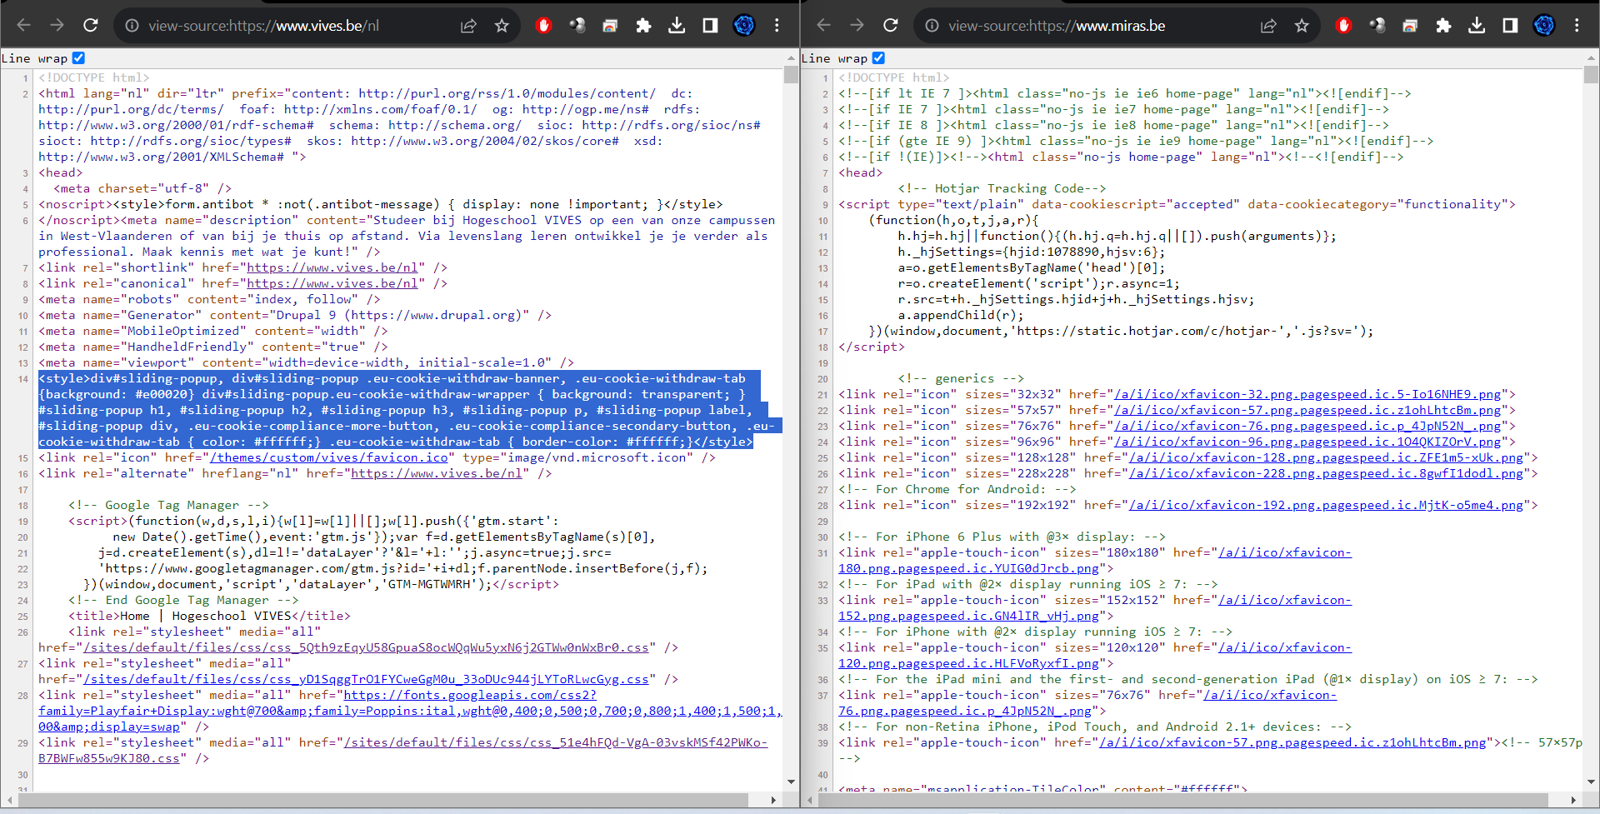 view-source:https://www.vives.be/nl
Line wrap
1 <!DOCTYPE html>
2 <html lang="nl" dir="ltr" prefix="content: http://purl.org/rss/1.0/modules/content/  dc:
http://purl.org/dc/terms/  foaf: http://xmlns.com/foaf/0.1/  og: http://ogp.me/ns#  rdfs:
http://www.w3.org/2000/01/rdf-schema#  schema: http://schema.org/  sioc: http://rdfs.org/sioc/ns#
sioct: http://rdfs.org/sioc/types#  skos: http://www.w3.org/2004/02/skos/core#  xsd:
http://www.w3.org/2001/XMLSchema# ">
3 <head>
4 <meta charset="utf-8" />
5 <noscript><style>form.antibot * :not(.antibot-message) { display: none !important; }</style>
6 </noscript><meta name="description" content="Studeer bij Hogeschool VIVES op een van onze campussen
in West-Vlaanderen of van bij je thuis op afstand. Via levenslang leren ontwikkel je je verder als
professional. Maak kennis met wat je kunt!" />
7 <link rel="shortlink" href="https://www.vives.be/nl" />
8 <link rel="canonical" href="https://www.vives.be/nl" />
9 <meta name="robots" content="index, follow" />
10 <meta name="Generator" content="Drupal 9 (https://www.drupal.org)" />
11 <meta name="MobileOptimized" content="width" />
12 <meta name="HandheldFriendly" content="true" />
13 <meta name="viewport" content="width=device-width, initial-scale=1.0" />
14 <style>div#sliding-popup, div#sliding-popup .eu-cookie-withdraw-banner, .eu-cookie-withdraw-tab
{background: #e00020} div#sliding-popup.eu-cookie-withdraw-wrapper { background: transparent; }
#sliding-popup h1, #sliding-popup h2, #sliding-popup h3, #sliding-popup p, #sliding-popup label,
#sliding-popup div, .eu-cookie-compliance-more-button, .eu-cookie-compliance-secondary-button, .eu-
cookie-withdraw-tab { color: #ffffff;} .eu-cookie-withdraw-tab { border-color: #ffffff;}</style>
15 <link rel="icon" href="/themes/custom/vives/favicon.ico" type="image/vnd.microsoft.icon" />
16 <link rel="alternate" hreflang="nl" href="https://www.vives.be/nl" />
17
18 <!-- Google Tag Manager -->
19 <script>(function(w,d,s,l,i){w[l]=w[l]||[];w[l].push({'gtm.start':
20 new Date().getTime(),event:'gtm.js'});var f=d.getElementsByTagName(s)[0],
21 j=d.createElement(s),dl=l!='dataLayer'?'&l='+l:'';j.async=true;j.src=
22 'https://www.googletagmanager.com/gtm.js?id='+i+dl;f.parentNode.insertBefore(j,f);
23 })(window,document,'script','dataLayer','GTM-MGTWMRH');</script>
24 <!-- End Google Tag Manager -->
25 <title>Home | Hogeschool VIVES</title>
26 <link rel="stylesheet" media="all"
href="/sites/default/files/css/css_5Qth9zEqyU58GpuaS8ocWQqWu5yxN6j2GTWw0nWxBr0.css" />
27 <link rel="stylesheet" media="all"
href="/sites/default/files/css/css_yD1SqggTrO1FYCweGgM0u_33oDUc944jLYToRLwcGyg.css" />
28 <link rel="stylesheet" media="all" href="https://fonts.googleapis.com/css2?
family=Playfair+Display:wght@700&amp;family=Poppins:ital,wght@0,400;0,500;0,700;0,800;1,400;1,500;1,
00&amp;display=swap" />
29 <link rel="stylesheet" media="all" href="/sites/default/files/css/css_51e4hFQd-VgA-03vskMSf42PWKo-
B7BWFw855w9KJ80.css" />
30
31
view-source:https://www.miras.be
Line wrap
1 <!DOCTYPE html>
2 <!--[if lt IE 7 ]><html class="no-js ie ie6 home-page" lang="nl"><![endif]-->
3 <!--[if IE 7 ]><html class="no-js ie ie7 home-page" lang="nl"><![endif]-->
4 <!--[if IE 8 ]><html class="no-js ie ie8 home-page" lang="nl"><![endif]-->
5 <!--[if (gte IE 9) ]><html class="no-js ie ie9 home-page" lang="nl"><![endif]-->
6 <!--[if !(IE)]><!--><html class="no-js home-page" lang="nl"><!--<![endif]-->
7 <head>
8 <!-- Hotjar Tracking Code-->
9 <script type="text/plain" data-cookiescript="accepted" data-cookiecategory="functionality">
10 (function(h,o,t,j,a,r){
11 h.hj=h.hj||function(){(h.hj.q=h.hj.q||[]).push(arguments)};
12 h._hjSettings={hjid:1078890,hjsv:6};
13 a=o.getElementsByTagName('head')[0];
14 r=o.createElement('script');r.async=1;
15 r.src=t+h._hjSettings.hjid+j+h._hjSettings.hjsv;
16 a.appendChild(r);
17 })(window,document,'https://static.hotjar.com/c/hotjar-','.js?sv=');
18 </script>
19
20 <!-- generics -->
21 <link rel="icon" sizes="32x32" href="/a/i/ico/xfavicon-32.png.pagespeed.ic.5-Io16NHE9.png">
22 <link rel="icon" sizes="57x57" href="/a/i/ico/xfavicon-57.png.pagespeed.ic.z1ohLhtcBm.png">
23 <link rel="icon" sizes="76x76" href="/a/i/ico/xfavicon-76.png.pagespeed.ic.p_4JpN52N_.png">
24 <link rel="icon" sizes="96x96" href="/a/i/ico/xfavicon-96.png.pagespeed.ic.1O4QKIZOrV.png">
25 <link rel="icon" sizes="128x128" href="/a/i/ico/xfavicon-128.png.pagespeed.ic.ZFE1m5-xUk.png">
26 <link rel="icon" sizes="228x228" href="/a/i/ico/xfavicon-228.png.pagespeed.ic.8gwfI1dodl.png">
27 <!-- For Chrome for Android: -->
28 <link rel="icon" sizes="192x192" href="/a/i/ico/xfavicon-192.png.pagespeed.ic.MjtK-o5me4.png">
29
30 <!-- For iPhone 6 Plus with @3× display: -->
31 <link rel="apple-touch-icon" sizes="180x180" href="/a/i/ico/xfavicon-
180.png.pagespeed.ic.YUIG0dJrcb.png">
32 <!-- For iPad with @2× display running iOS ≥ 7: -->
33 <link rel="apple-touch-icon" sizes="152x152" href="/a/i/ico/xfavicon-
152.png.pagespeed.ic.GN4lIR_vHj.png">
34 <!-- For iPhone with @2× display running iOS ≥ 7: -->
35 <link rel="apple-touch-icon" sizes="120x120" href="/a/i/ico/xfavicon-
120.png.pagespeed.ic.HLFVoRyxfI.png">
36 <!-- For the iPad mini and the first- and second-generation iPad (@1× display) on iOS ≥ 7: -->
37 <link rel="apple-touch-icon" sizes="76x76" href="/a/i/ico/xfavicon-
76.png.pagespeed.ic.p_4JpN52N_.png">
38 <!-- For non-Retina iPhone, iPod Touch, and Android 2.1+ devices: -->
39 <link rel="apple-touch-icon" href="/a/i/ico/xfavicon-57.png.pagespeed.ic.z1ohLhtcBm.png"><!-- 57×57p
-->
40
41 <meta name="msapplication-TileColor" content="#ffffff">